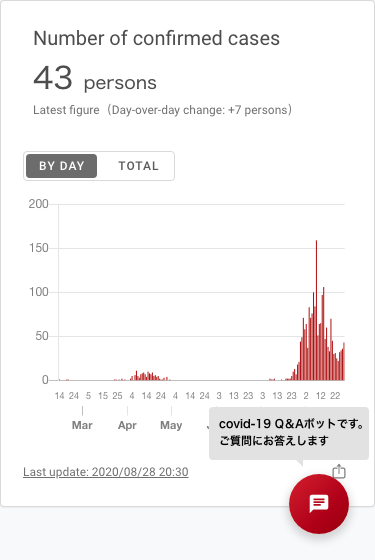 Number of confirmed cases
43 persons
Latest figure（Day-over-day change: +7 persons）
BY DAY TOTAL
200
150
100
50
0
14 24 5 15 25 4 14 24 4 14 24 3 13 23 3 13 23 2 12 22
Mar Apr May
covid-19 Q&Aボットです。
ご質問にお答えします
Last update: 2020/08/28 20:30